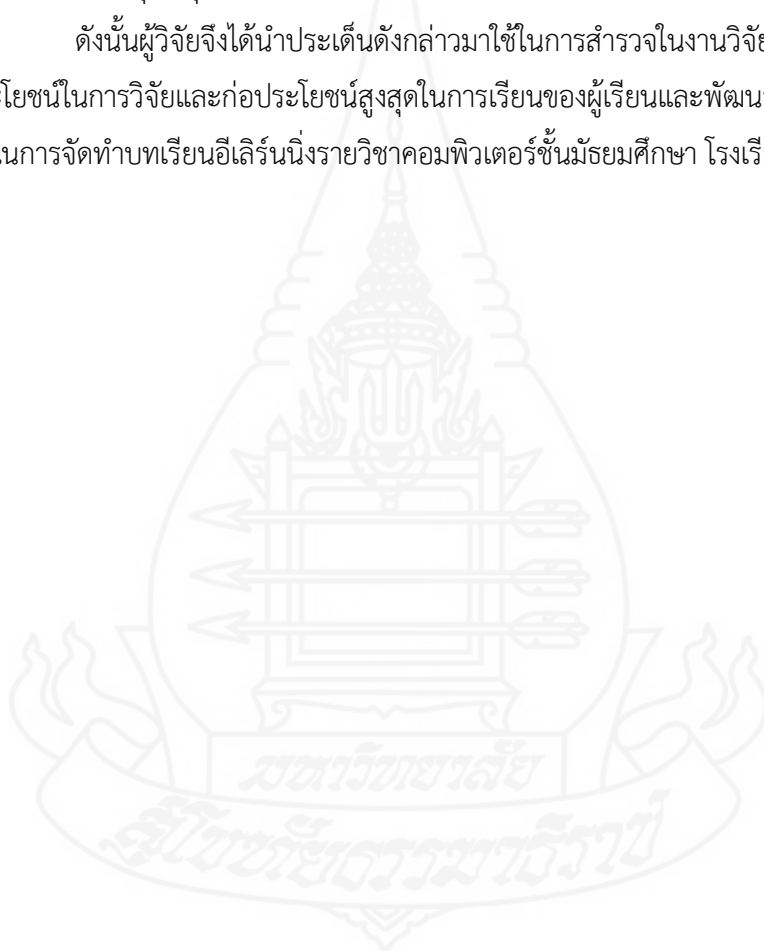 ดังนั้นผู้วิจัยจึงได้นำประเด็นดังกล่าวมาใช้ในการสำรวจในงานวิจัย
โยชน์ในการวิจัยและก่อประโยชน์สูงสุดในการเรียนของผู้เรียนและพัฒน
นการจัดทำบทเรียนอีเลิร์นนิ่งรายวิชาคอมพิวเตอร์ชั้นมัธยมศึกษา โรงเรี
มหาวิทยาลัย
สุโขทัยธรรมาธิราช